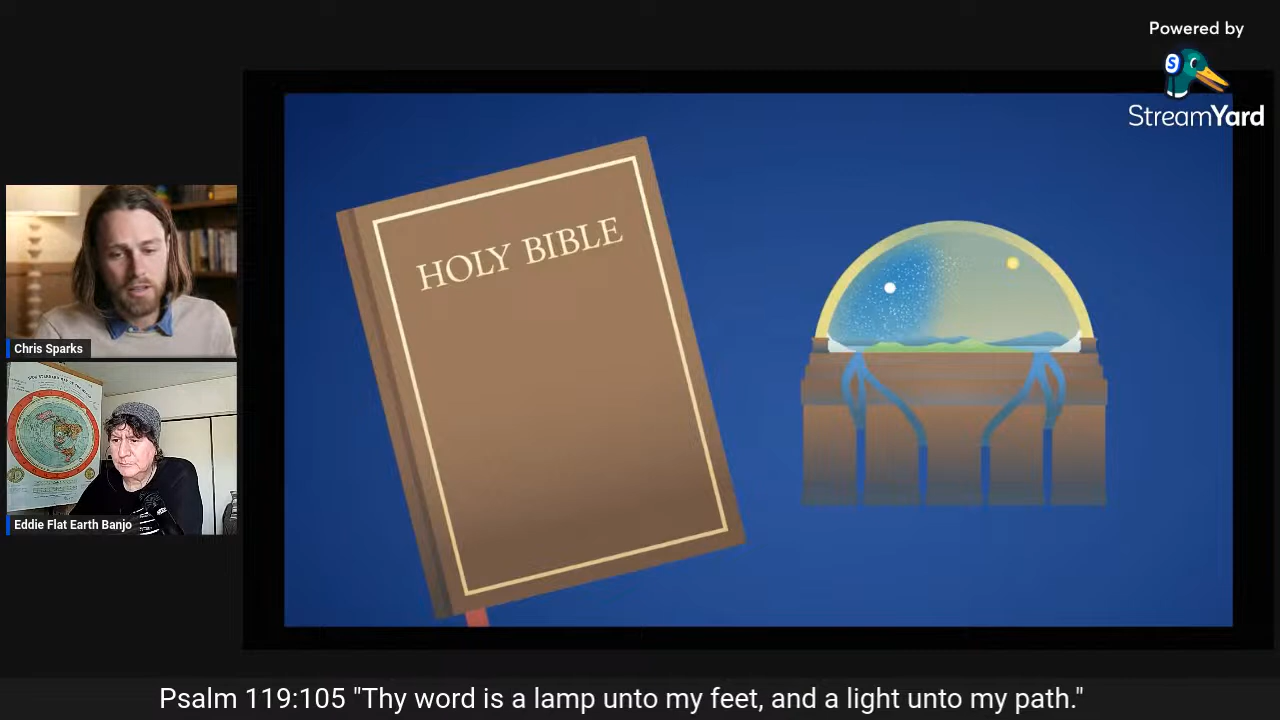 Powered by
S
StreamYard
HOLY BIBLE
Chris Sparks
Eddie Flat Earth Banjo
Psalm 119:105 "Thy word is a lamp unto my feet, and a light unto my path."